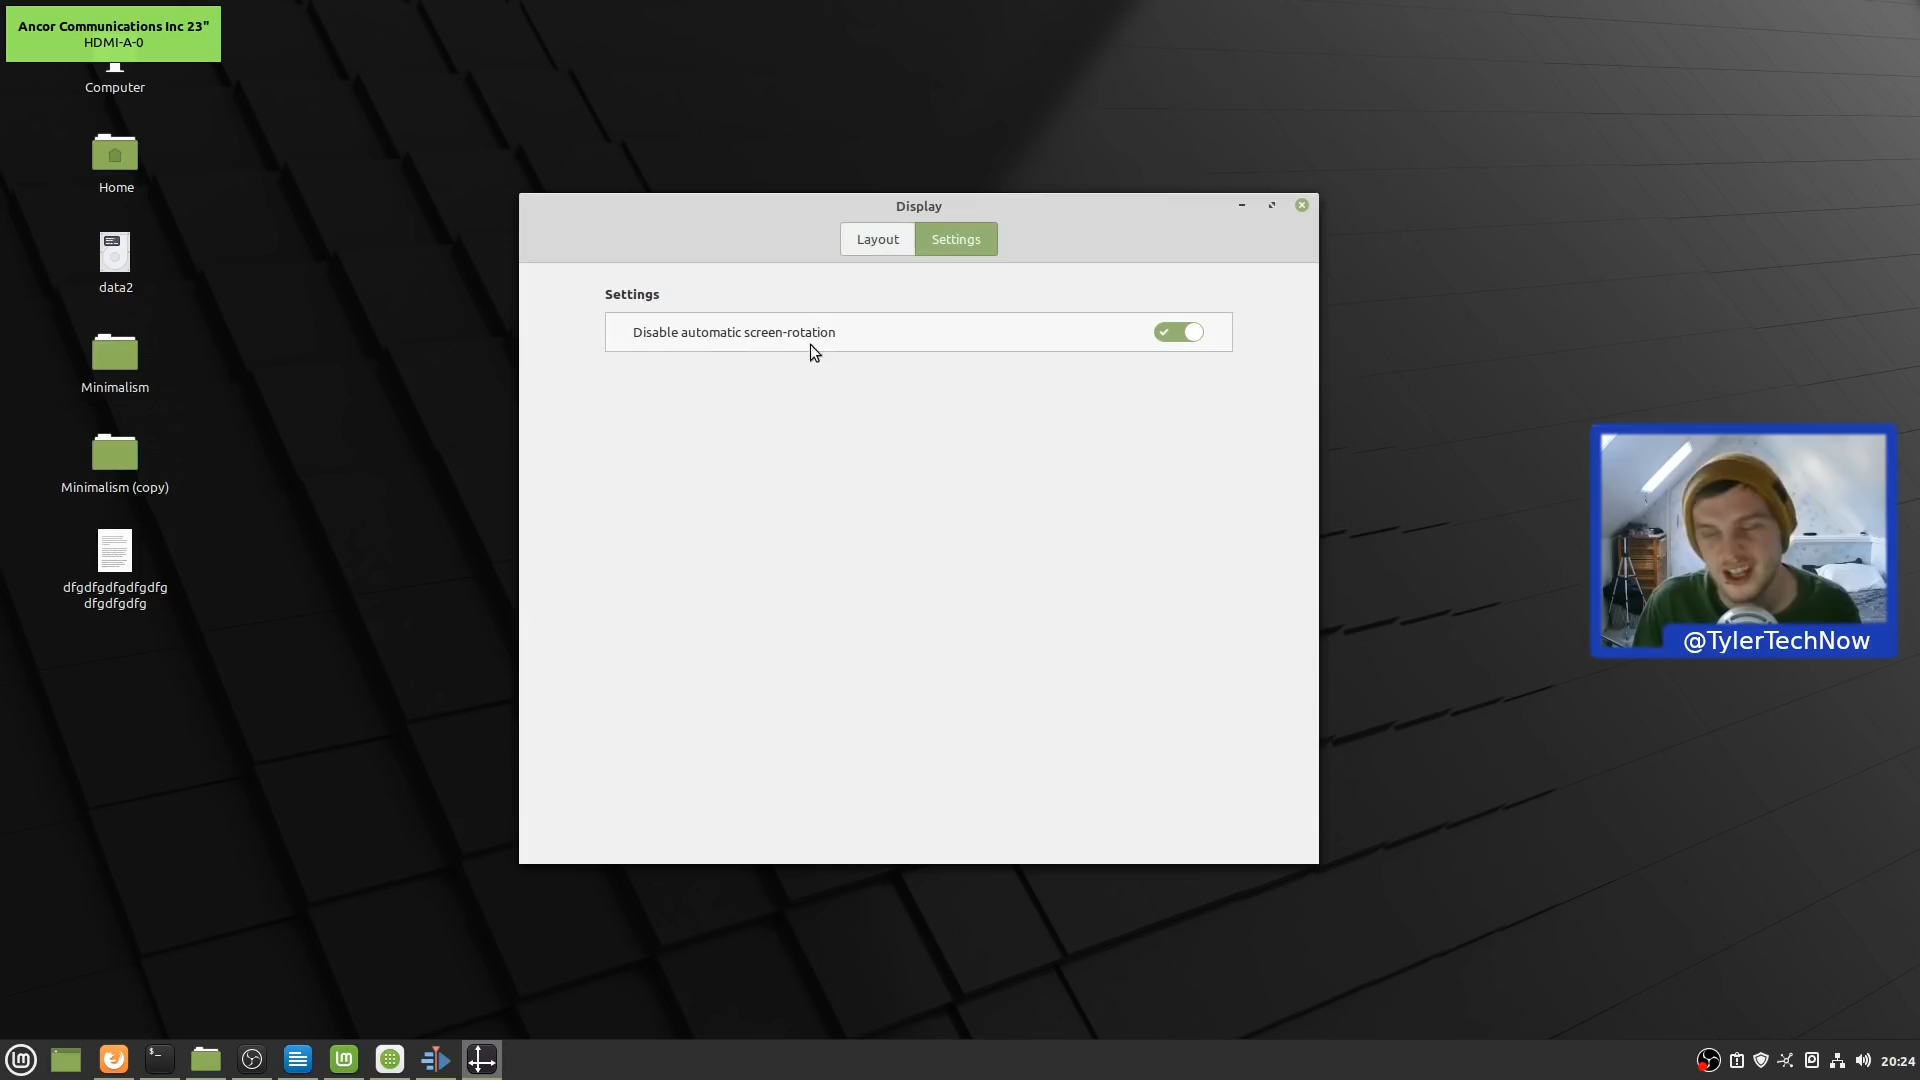 Ancor Communications Inc 23"
HDMI-A-0
Computer
Home
data2
Minimalism
Minimalism (copy)
dfgdfgdfgdfgdfg
dfgdfgdfg
Display
Layout
Settings
Settings
Disable automatic screen-rotation
@TylerTechNow
$_
20:24